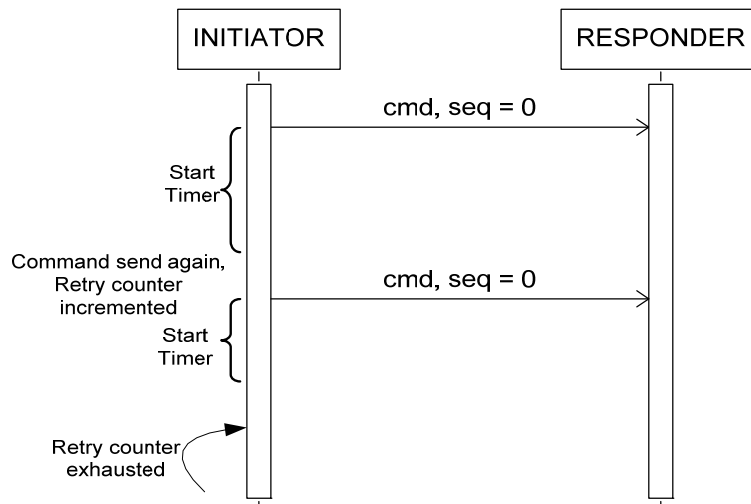 INITIATOR
RESPONDER
cmd, seq = 0
Start
Timer
Command send again,
Retry counter
incremented
cmd, seq = 0
Start
Timer
Retry counter
exhausted